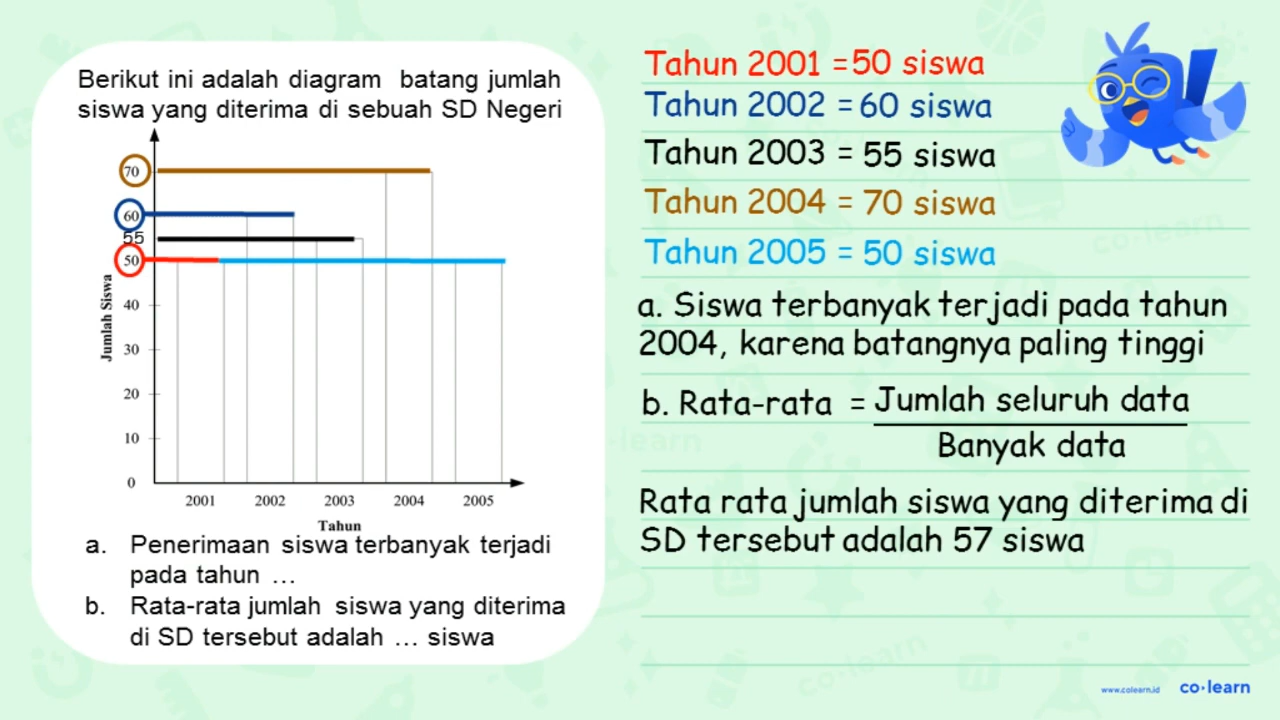 Berikut ini adalah diagram batang jumlah
siswa yang diterima di sebuah SD Negeri
70
60
55
50
40
30
20
10
0
Jumlah Siswa
2001 2002 2003 2004 2005
Tahun
a. Penerimaan siswa terbanyak terjadi
pada tahun ...
b. Rata-rata jumlah siswa yang diterima
di SD tersebut adalah ... siswa
Tahun 2001 = 50 siswa
Tahun 2002 = 60 siswa
Tahun 2003 = 55 siswa
Tahun 2004 = 70 siswa
Tahun 2005 = 50 siswa
a. Siswa terbanyak terjadi pada tahun
2004, karena batangnya paling tinggi
b. Rata-rata = Jumlah seluruh data
Banyak data
Rata rata jumlah siswa yang diterima di
SD tersebut adalah 57 siswa
www.colearn.id co·learn